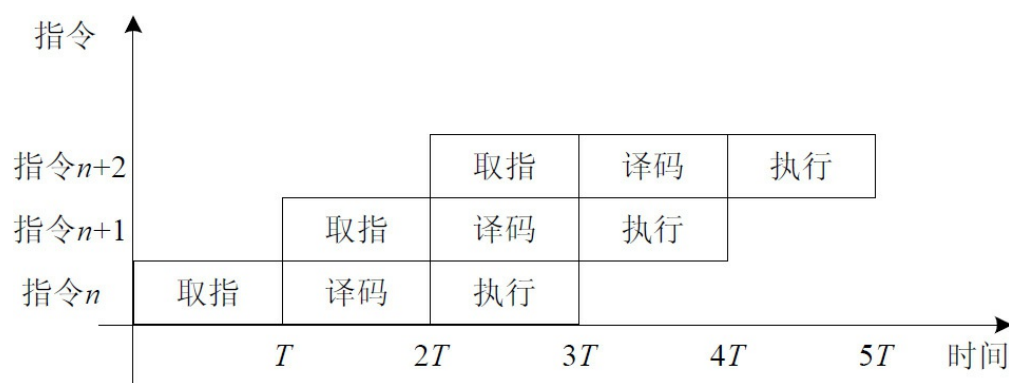 指令
指令n+2 取指 译码 执行
指令n+1 取指 译码 执行
指令n 取指 译码 执行
T 2T 3T 4T 5T 时间